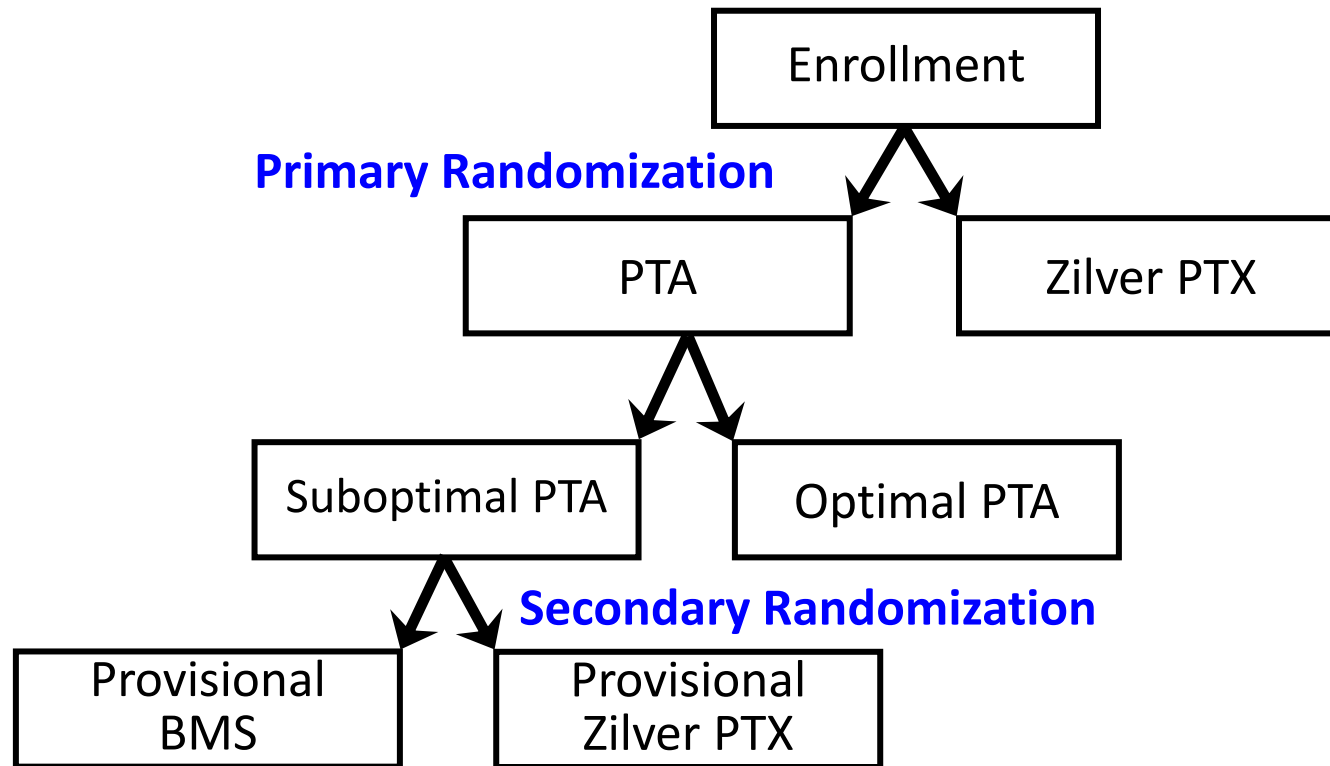 Enrollment
Primary Randomization
PTA
Zilver PTX
Suboptimal PTA
Optimal PTA
Secondary Randomization
Provisional
BMS
Provisional
Zilver PTX